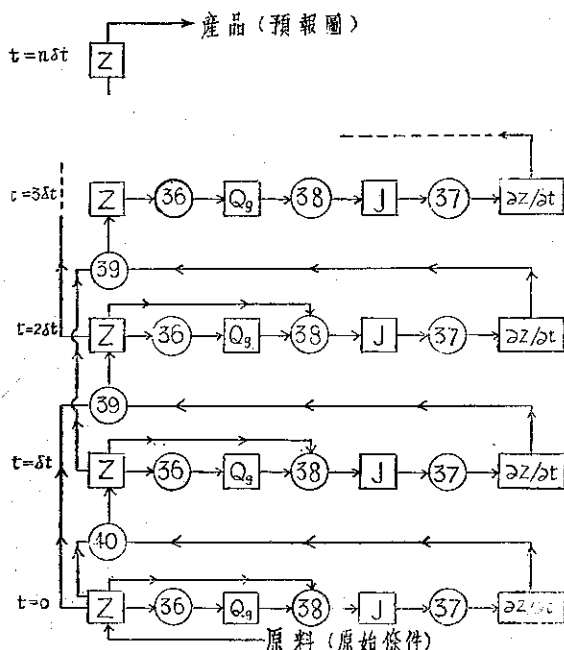 產品(預報圖)
t=nδt Z
t=3δt Z 36 Qg 38 J 37 ∂Z/∂t
39
t=2δt Z 36 Qg 38 J 37 ∂Z/∂t
39
t=δt Z 36 Qg 38 J 37 ∂Z/∂t
40
t=0 Z 36 Qg 38 J 37 ∂Z/∂t
原料(原始條件)